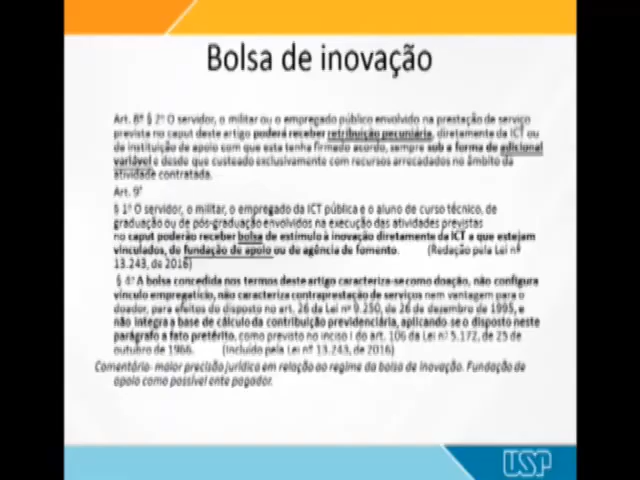 Bolsa de inovação
Art. 8º § 2º O servidor, o militar ou o empregado público envolvido na prestação de serviço
prevista no caput deste artigo poderá receber retribuição pecuniária, diretamente da ICT ou
de instituição de apoio com que esta tenha firmado acordo, sempre sob a forma de adicional
variável e desde que custeado exclusivamente com recursos arrecadados no âmbito da
atividade contratada.
Art. 9º
§ 1º O servidor, o militar, o empregado da ICT pública e o aluno de curso técnico, de
graduação ou de pós-graduação envolvidos na execução das atividades previstas
no caput poderão receber bolsa de estímulo à inovação diretamente da ICT a que estejam
vinculados, de fundação de apoio ou de agência de fomento. (Redação pela Lei nº
13.243, de 2016)
§ 4º A bolsa concedida nos termos deste artigo caracteriza-se como doação, não configura
vínculo empregatício, não caracteriza contraprestação de serviços nem vantagem para o
doador, para efeitos do disposto no art. 26 da Lei nº 9.250, de 26 de dezembro de 1995, e
não integra a base de cálculo da contribuição previdenciária, aplicando-se o disposto neste
parágrafo a fato pretérito, como previsto no inciso I do art. 106 da Lei nº 5.172, de 25 de
outubro de 1966. (Incluído pela Lei nº 13.243, de 2016)
Comentário: maior precisão jurídica em relação ao regime da bolsa de inovação. Fundação de
apoio como possível ente pagador.
USP